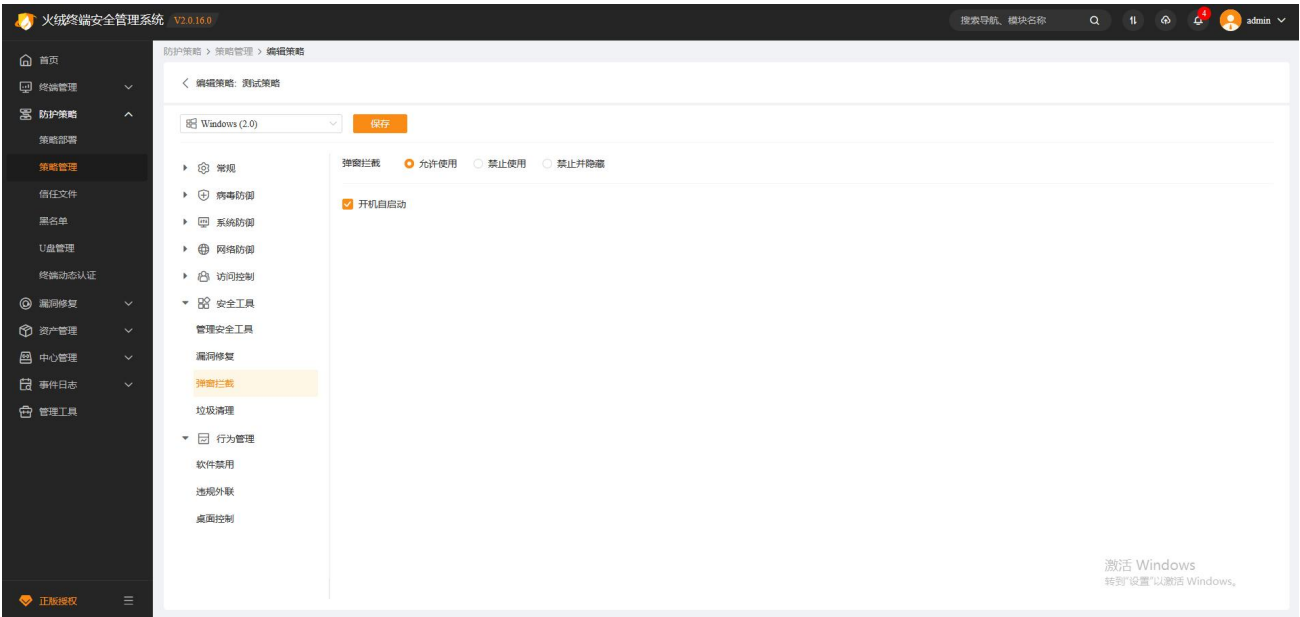 火绒终端安全管理系统 V2.0.16.0 搜索导航、模块名称 4 admin
首页
终端管理
防护策略
策略部署
策略管理
信任文件
黑名单
U盘管理
终端动态认证
漏洞修复
资产管理
中心管理
事件日志
管理工具
正版授权
防护策略 > 策略管理 > 编辑策略
编辑策略: 测试策略
Windows (2.0) 保存
常规
病毒防御
系统防御
网络防御
访问控制
安全工具
管理安全工具
漏洞修复
弹窗拦截
垃圾清理
行为管理
软件禁用
违规外联
桌面控制
弹窗拦截 允许使用 禁止使用 禁止并隐藏
开机自启动
激活 Windows
转到"设置"以激活 Windows。